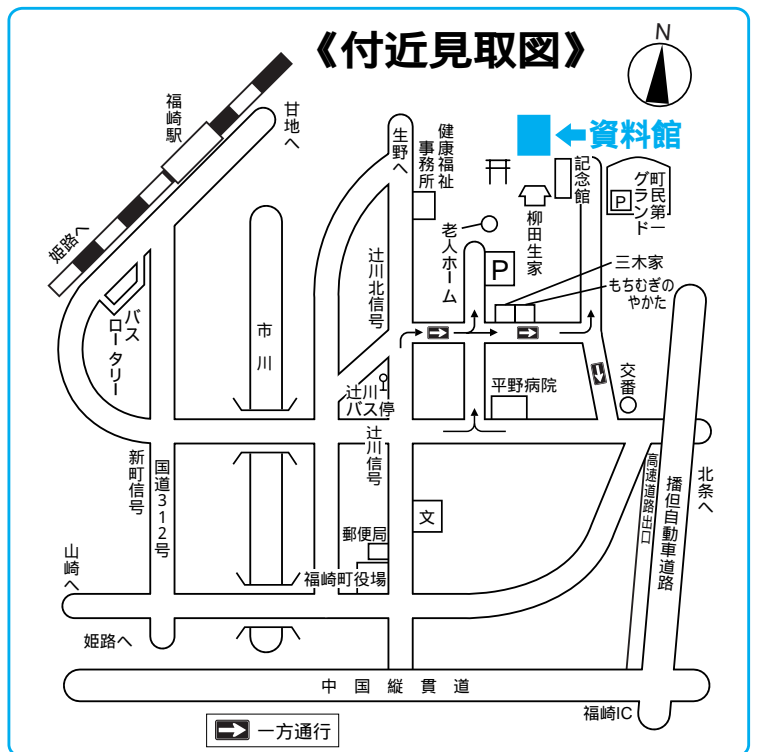 《付近見取図》
N
福崎駅
甘地へ
生野へ
健康福祉
事務所
←資料館
記念館
町民第一
グランド
P
柳田生家
老人ホーム
P
三木家
もちむぎの
やかた
姫路へ
バス
ロータリー
市川
辻川北信号
辻川
バス停
平野病院
交番
辻川信号
新町信号
国道312号
高速道路出口
播但自動車道路
北条へ
文
郵便局
福崎町役場
山崎へ
姫路へ
中国縦貫道
福崎IC
一方通行